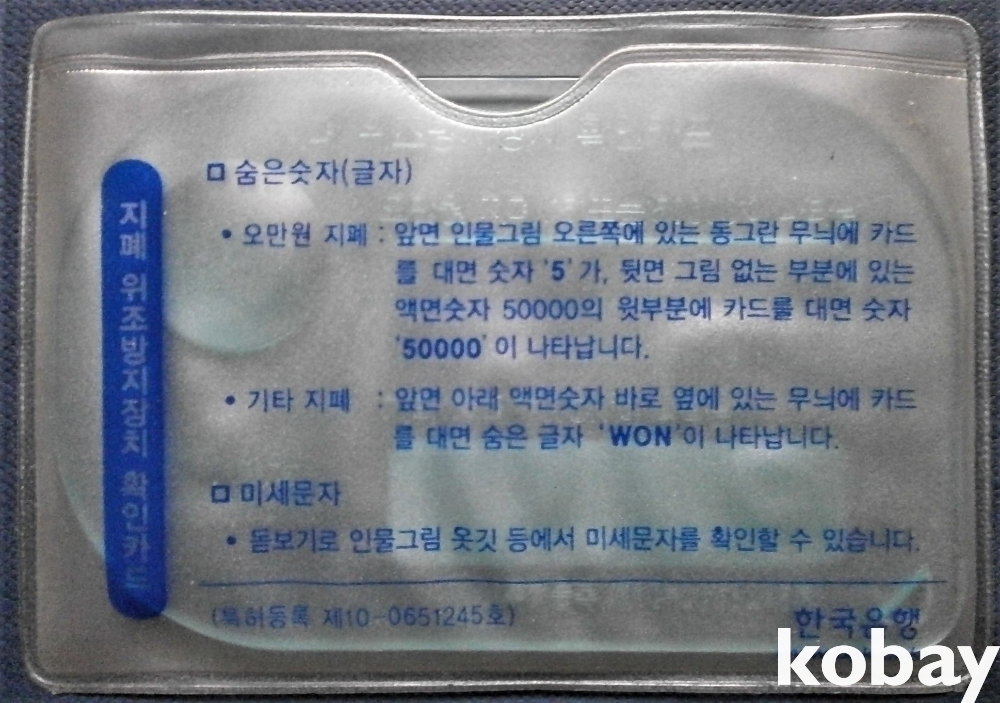 지폐 위조방지장치 확인카드
□ 숨은숫자(글자)
• 오만원 지폐 : 앞면 인물그림 오른쪽에 있는 동그란 무늬에 카드
를 대면 숫자 '5'가, 뒷면 그림 없는 부분에 있는
액면숫자 50000의 윗부분에 카드를 대면 숫자
'50000'이 나타납니다.
• 기타 지폐 : 앞면 아래 액면숫자 바로 옆에 있는 무늬에 카드
를 대면 숨은 글자 'WON'이 나타납니다.
□ 미세문자
• 돋보기로 인물그림 옷깃 등에서 미세문자를 확인할 수 있습니다.
(특허등록 제10-0651245호)
한국은행
kobay